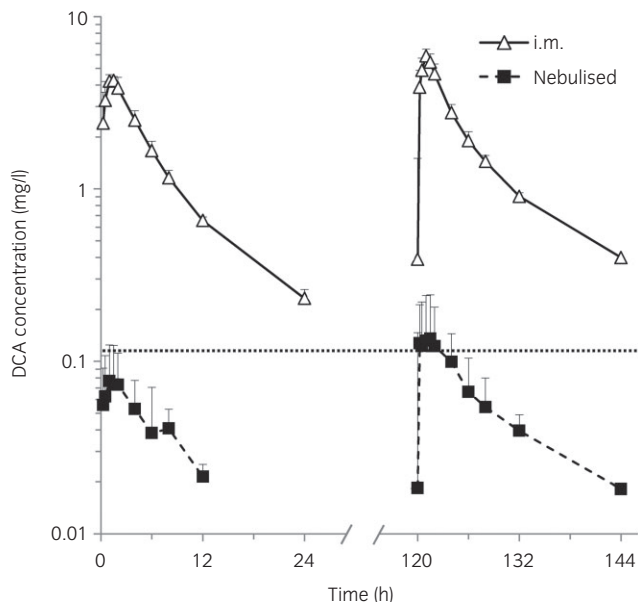 10
i.m.
Nebulised
1
DCA concentration (mg/l)
0.1
0.01
0 12 24 120 132 144
Time (h)